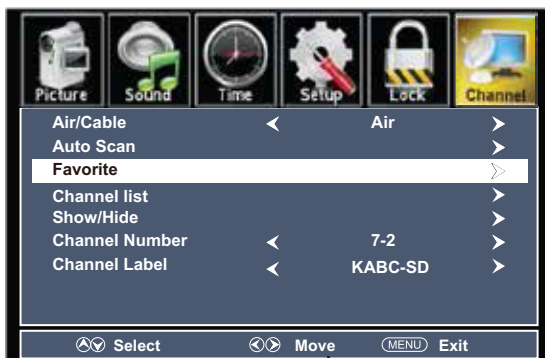 Picture Sound Time Setup Lock Channel
Air/Cable Air
Auto Scan
Favorite
Channel list
Show/Hide
Channel Number 7-2
Channel Label KABC-SD
Select Move MENU Exit